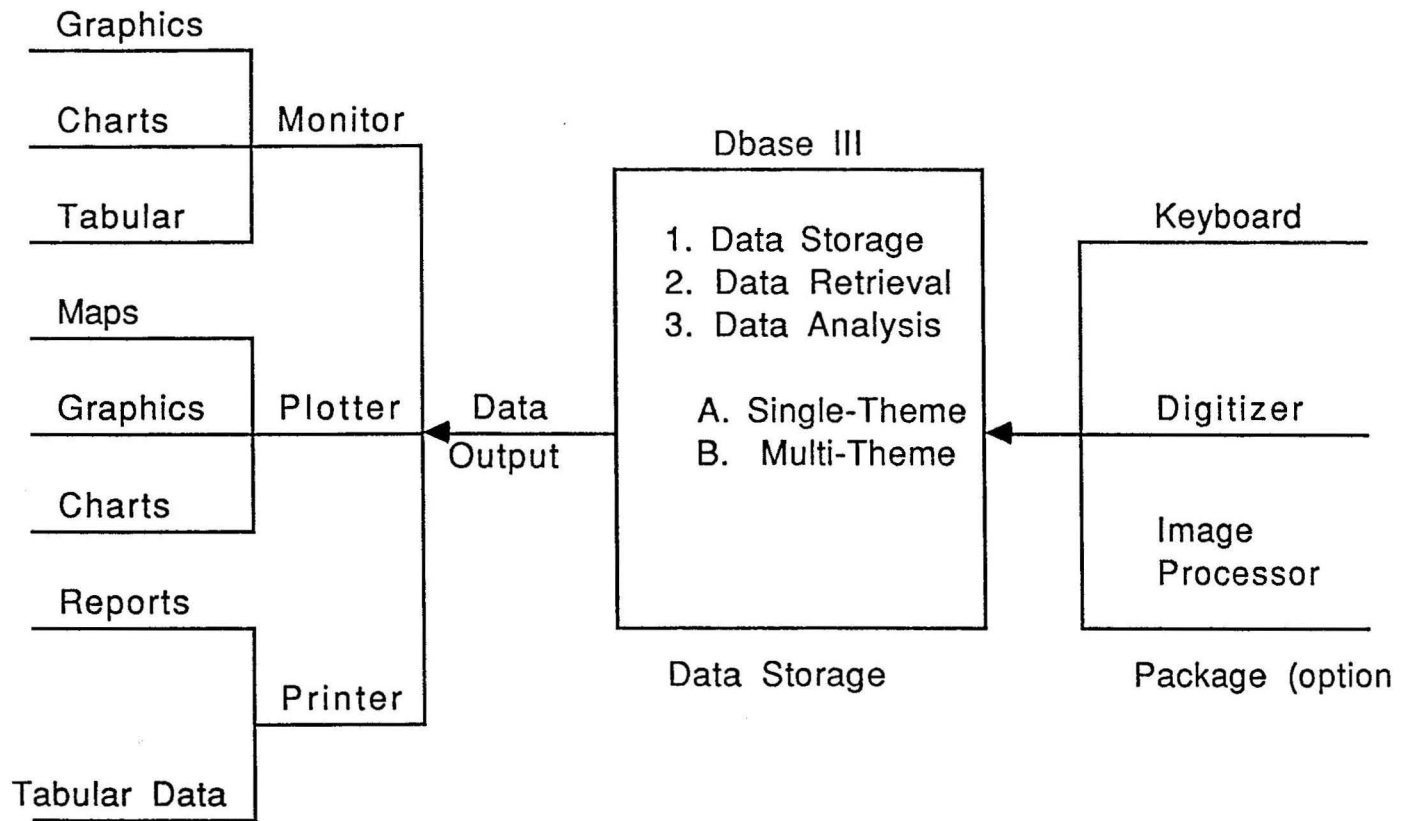 Graphics
Charts
Tabular
Monitor
Maps
Graphics
Charts
Plotter
Reports
Tabular Data
Printer
Data
Output
Dbase III
1. Data Storage
2. Data Retrieval
3. Data Analysis
A. Single-Theme
B. Multi-Theme
Data Storage
Keyboard
Digitizer
Image
Processor
Package (option